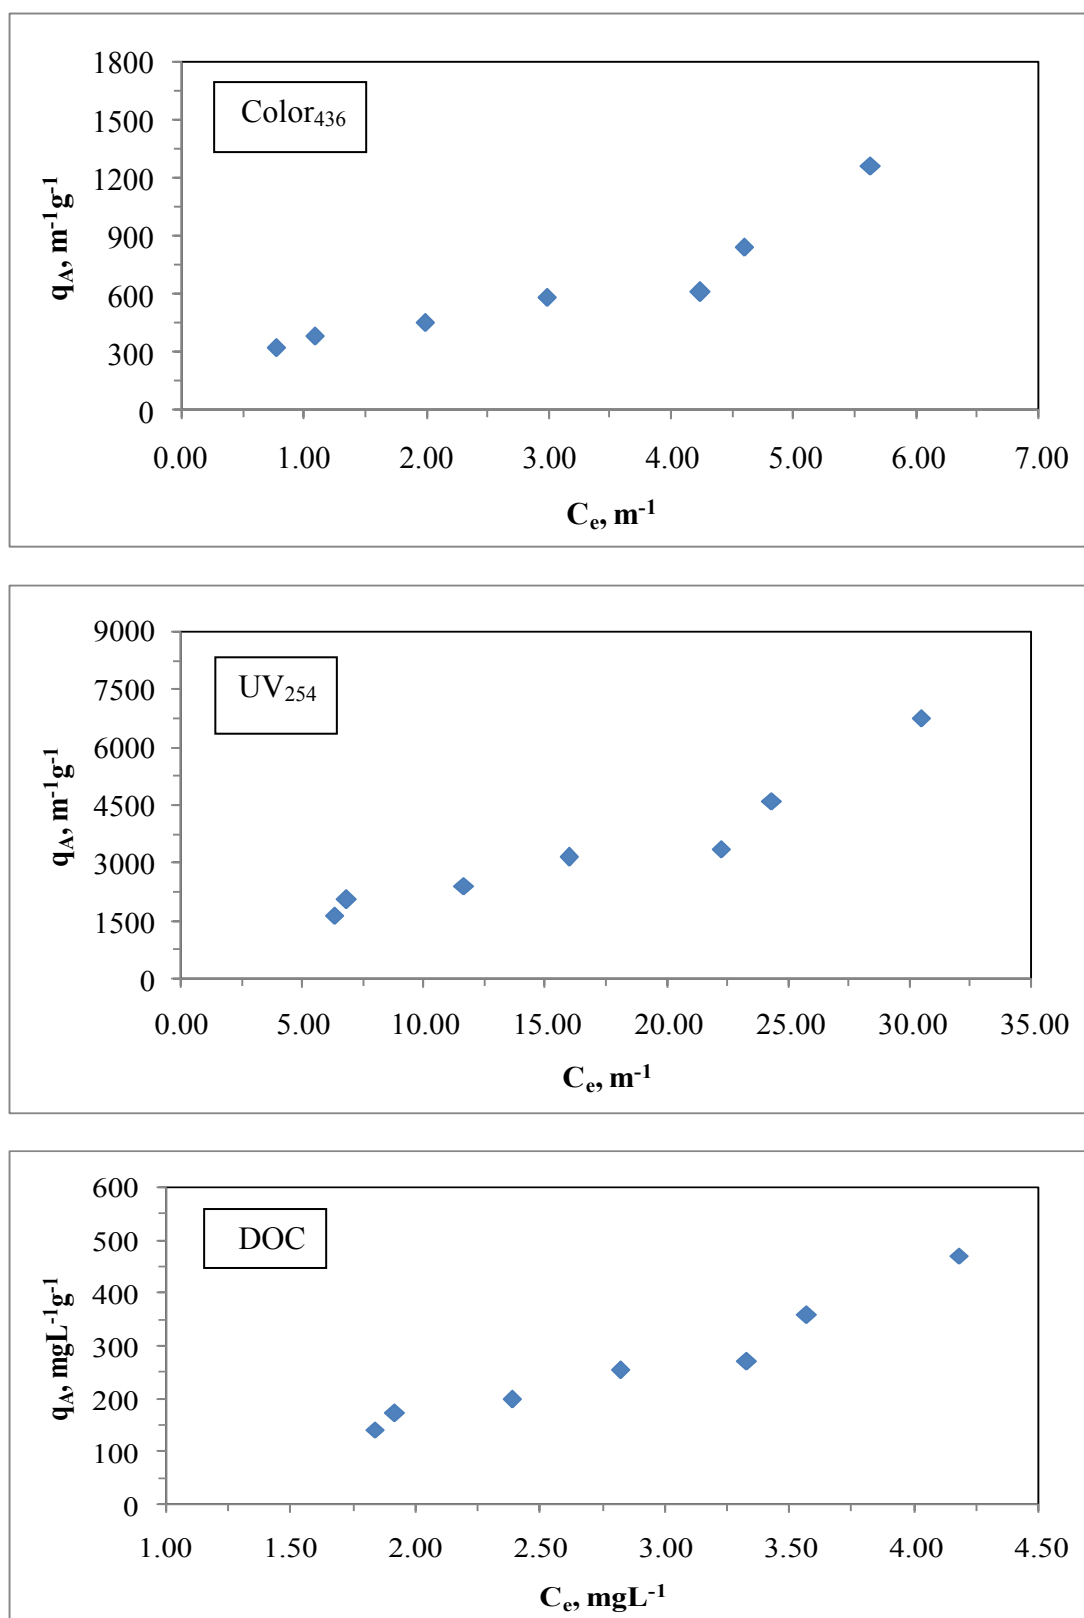 1800
Color₄₃₆
1500
1200
900
600
300
0
qA, m⁻¹g⁻¹
0.00 1.00 2.00 3.00 4.00 5.00 6.00 7.00
Cₑ, m⁻¹
9000
UV₂₅₄
7500
6000
4500
3000
1500
0
qA, m⁻¹g⁻¹
0.00 5.00 10.00 15.00 20.00 25.00 30.00 35.00
Cₑ, m⁻¹
600
DOC
500
400
300
200
100
0
qA, mgL⁻¹g⁻¹
1.00 1.50 2.00 2.50 3.00 3.50 4.00 4.50
Cₑ, mgL⁻¹